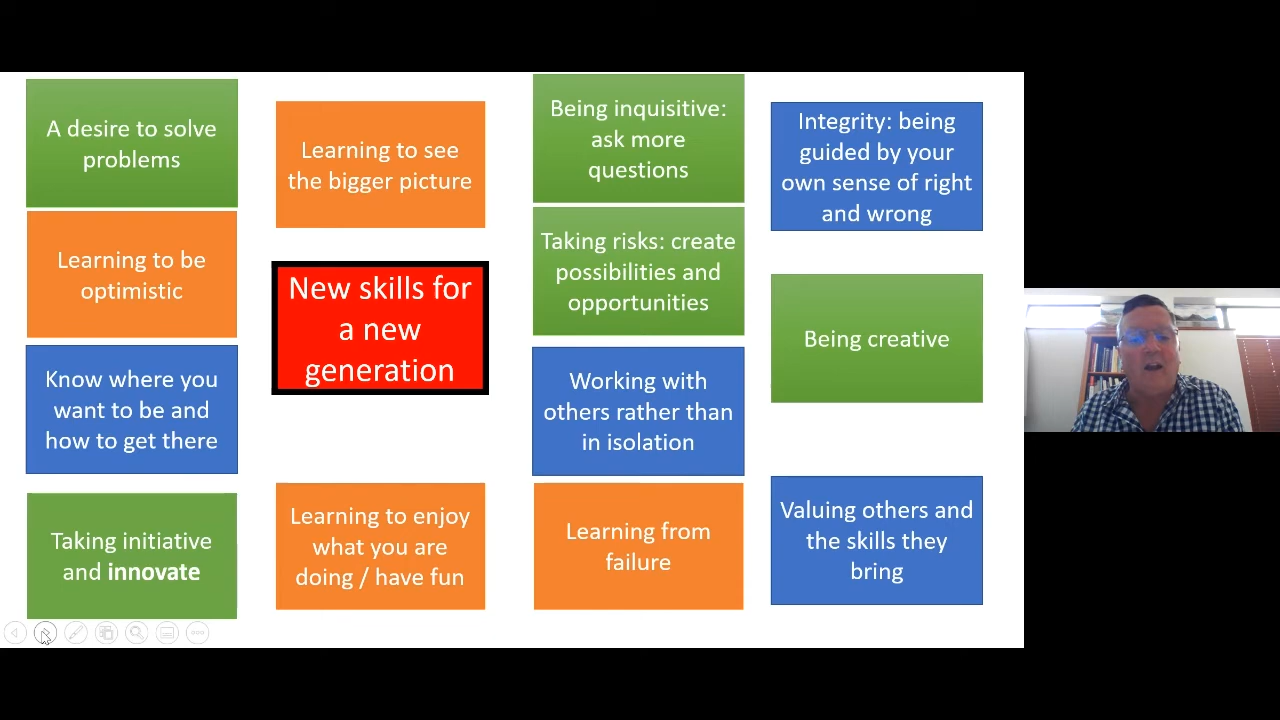 A desire to solve
problems
Learning to be
optimistic
Know where you
want to be and
how to get there
Taking initiative
and innovate
Learning to see
the bigger picture
New skills for
a new
generation
Learning to enjoy
what you are
doing / have fun
Being inquisitive:
ask more
questions
Taking risks: create
possibilities and
opportunities
Working with
others rather than
in isolation
Learning from
failure
Integrity: being
guided by your
own sense of right
and wrong
Being creative
Valuing others and
the skills they
bring